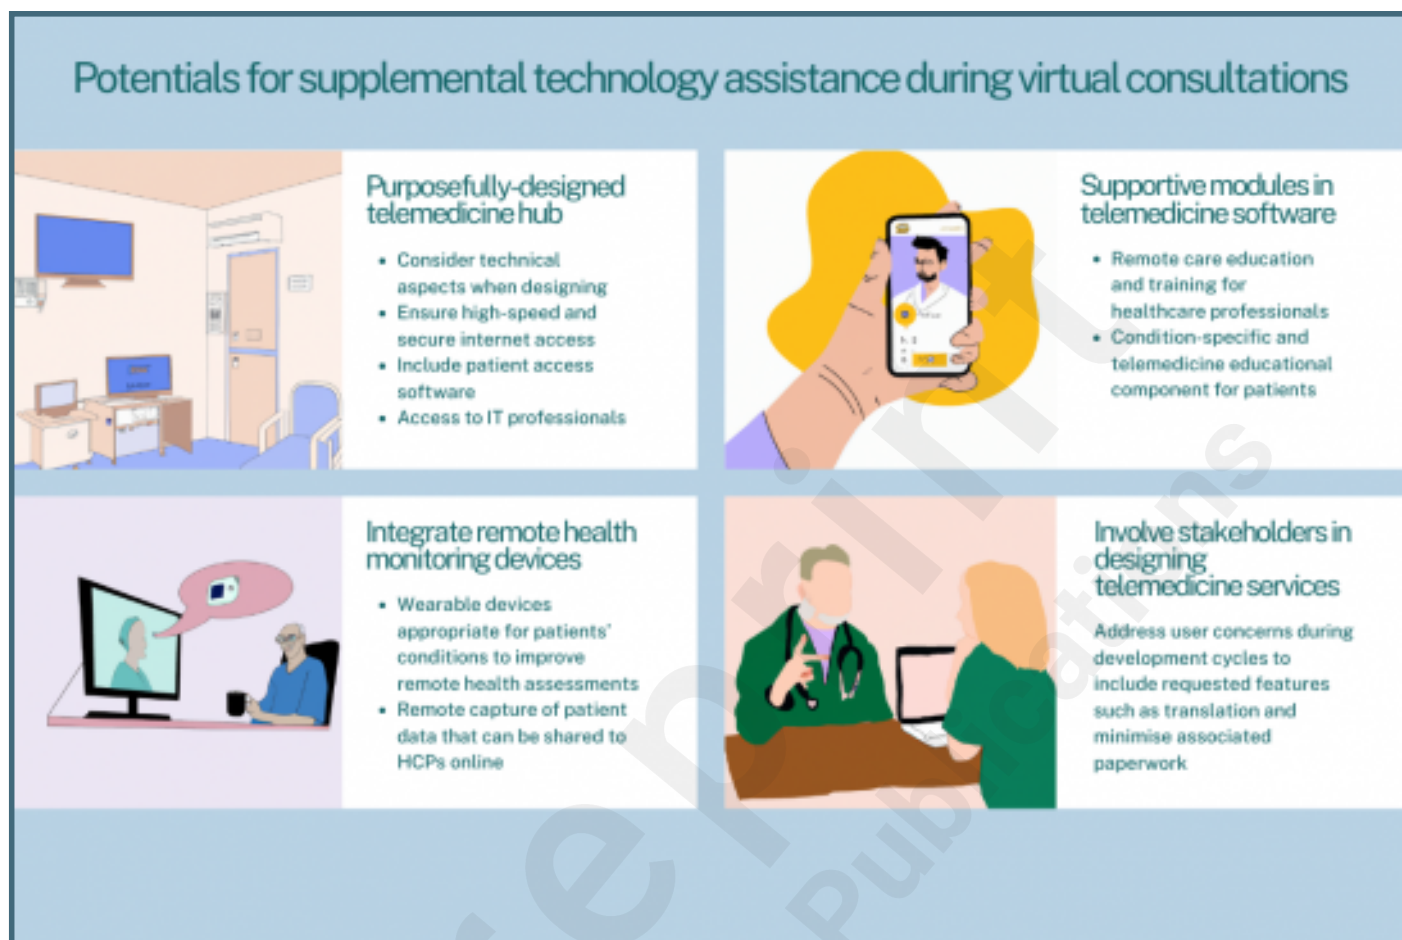 Potentials for supplemental technology assistance during virtual consultations
Purposefully-designed
telemedicine hub
• Consider technical
aspects when designing
• Ensure high-speed and
secure internet access
• Include patient access
software
• Access to IT professionals
Supportive modules in
telemedicine software
• Remote care education
and training for
healthcare professionals
• Condition-specific and
telemedicine educational
component for patients
Integrate remote health
monitoring devices
• Wearable devices
appropriate for patients'
conditions to improve
remote health assessments
• Remote capture of patient
data that can be shared to
HCPs online
Involve stakeholders in
designing
telemedicine services
Address user concerns during
development cycles to
include requested features
such as translation and
minimise associated
paperwork
eprint
Publications